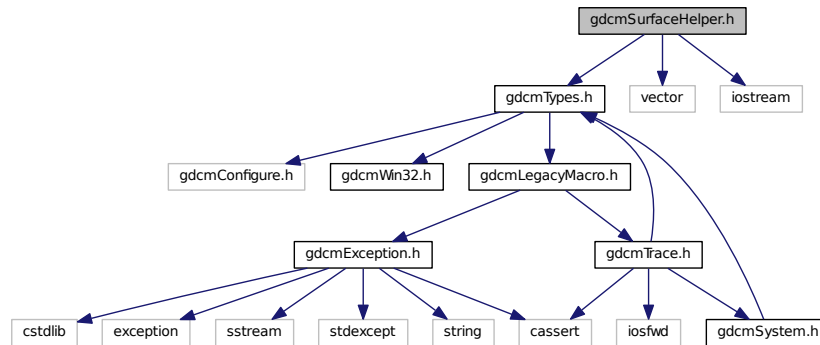 gdcmSurfaceHelper.h
gdcmTypes.h
vector
iostream
gdcmConfigure.h
gdcmWin32.h
gdcmLegacyMacro.h
gdcmException.h
gdcmTrace.h
cstdlib
exception
sstream
stdexcept
string
cassert
iosfwd
gdcmSystem.h